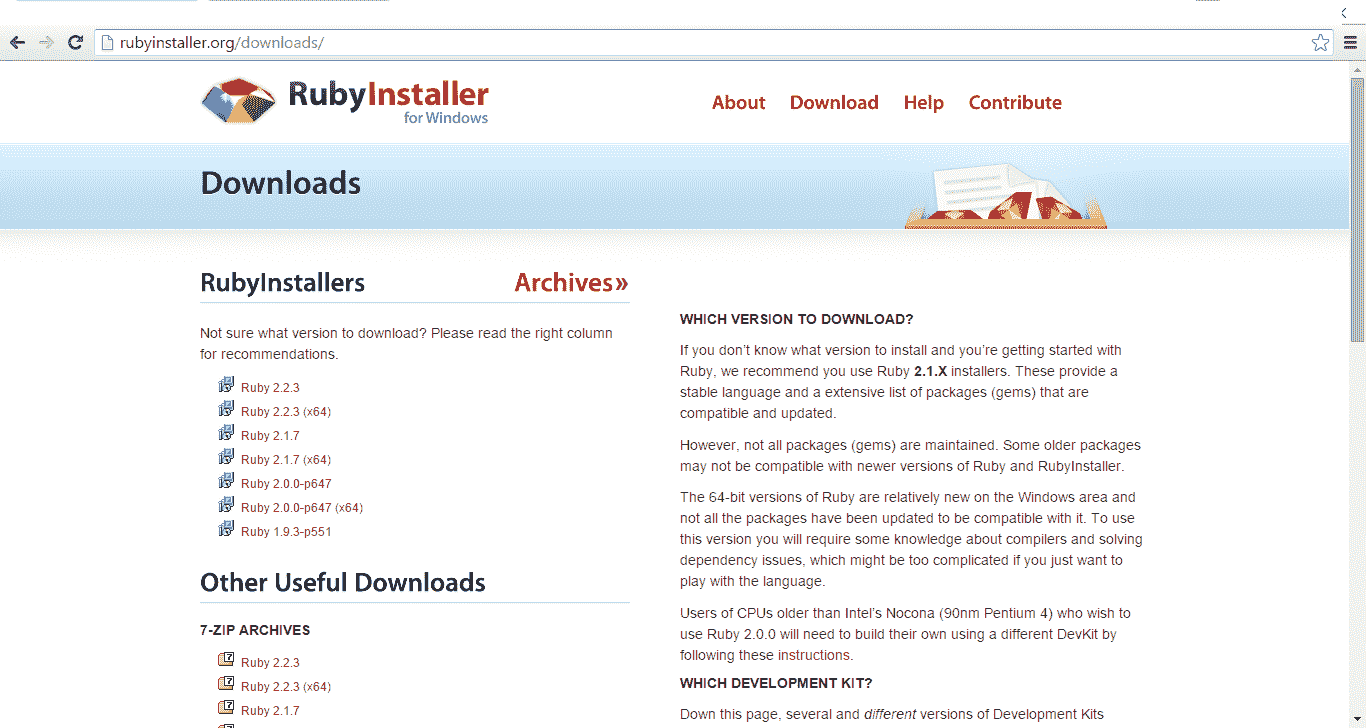 rubyinstaller.org/downloads/
RubyInstaller
for Windows
About Download Help Contribute
Downloads
RubyInstallers Archives»
Not sure what version to download? Please read the right column
for recommendations.
Ruby 2.2.3
Ruby 2.2.3 (x64)
Ruby 2.1.7
Ruby 2.1.7 (x64)
Ruby 2.0.0-p647
Ruby 2.0.0-p647 (x64)
Ruby 1.9.3-p551
Other Useful Downloads
7-ZIP ARCHIVES
Ruby 2.2.3
Ruby 2.2.3 (x64)
Ruby 2.1.7
WHICH VERSION TO DOWNLOAD?
If you don’t know what version to install and you’re getting started with
Ruby, we recommend you use Ruby 2.1.X installers. These provide a
stable language and a extensive list of packages (gems) that are
compatible and updated.
However, not all packages (gems) are maintained. Some older packages
may not be compatible with newer versions of Ruby and RubyInstaller.
The 64-bit versions of Ruby are relatively new on the Windows area and
not all the packages have been updated to be compatible with it. To use
this version you will require some knowledge about compilers and solving
dependency issues, which might be too complicated if you just want to
play with the language.
Users of CPUs older than Intel’s Nocona (90nm Pentium 4) who wish to
use Ruby 2.0.0 will need to build their own using a different DevKit by
following these instructions.
WHICH DEVELOPMENT KIT?
Down this page, several and different versions of Development Kits